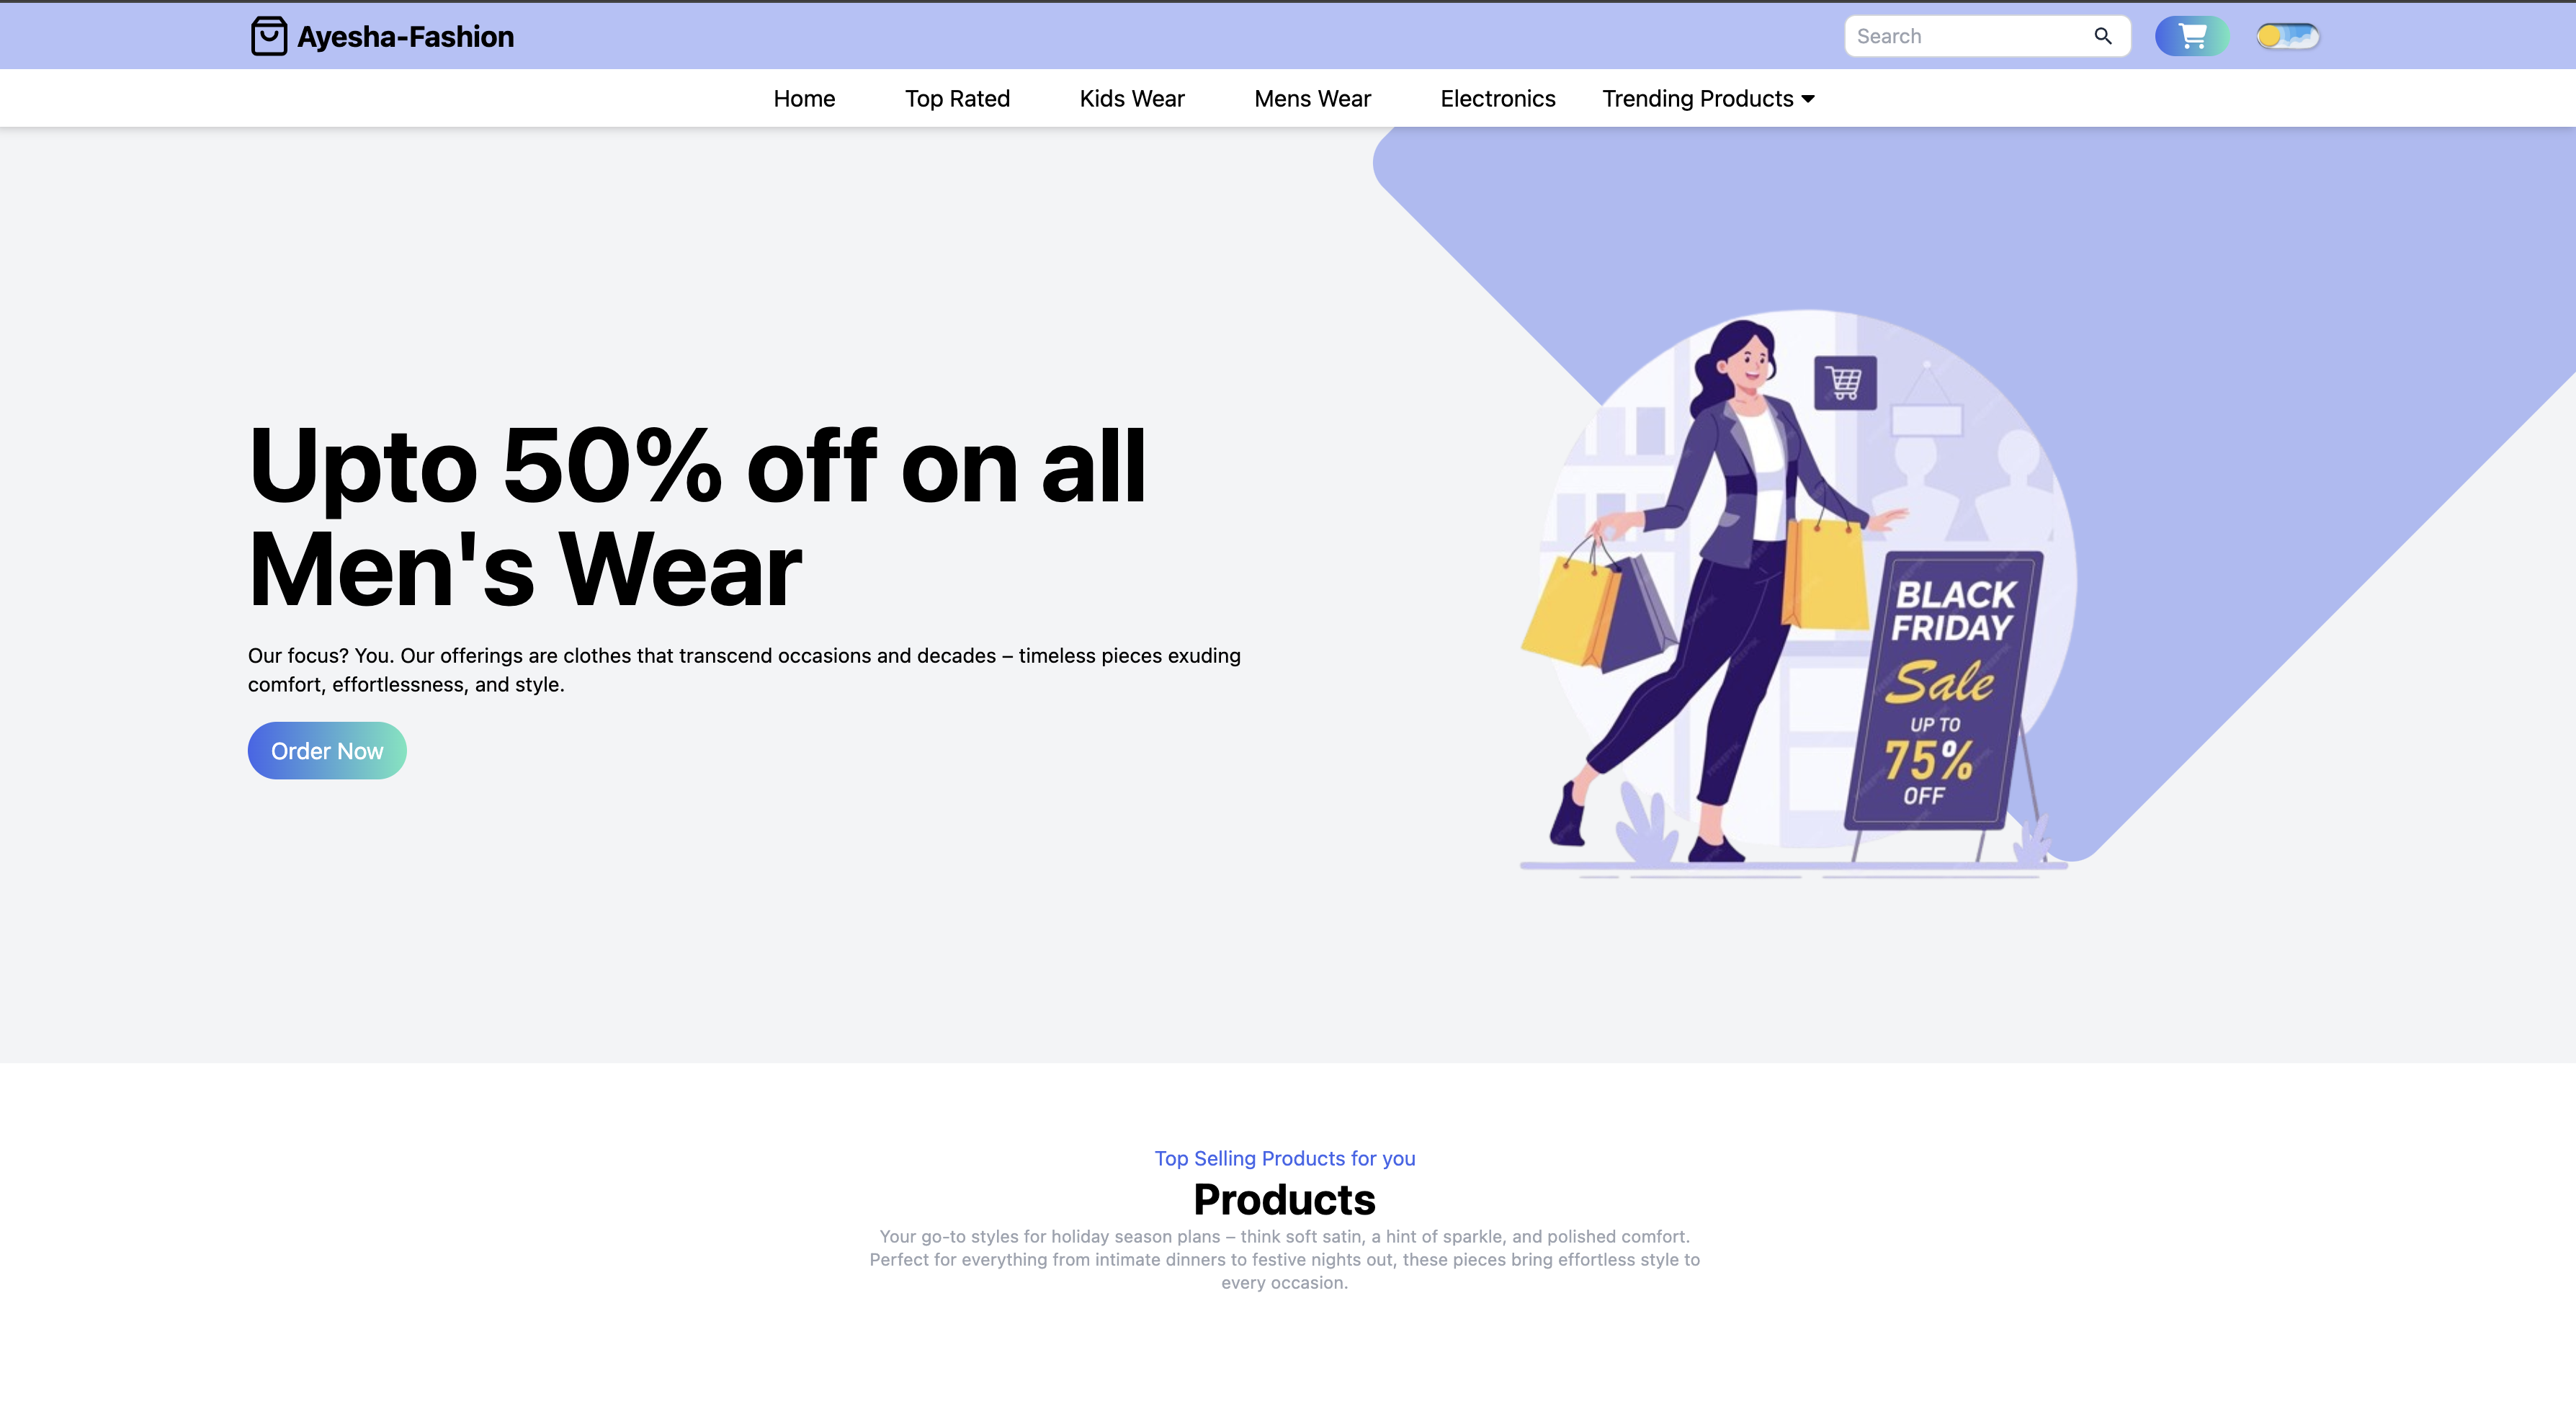 Ayesha-Fashion
Search
Home
Top Rated
Kids Wear
Mens Wear
Electronics
Trending Products
Upto 50% off on all
Men's Wear
Our focus? You. Our offerings are clothes that transcend occasions and decades – timeless pieces exuding
comfort, effortlessness, and style.
Order Now
BLACK
FRIDAY
Sale
UP TO
75%
OFF
Top Selling Products for you
Products
Your go-to styles for holiday season plans – think soft satin, a hint of sparkle, and polished comfort.
Perfect for everything from intimate dinners to festive nights out, these pieces bring effortless style to
every occasion.